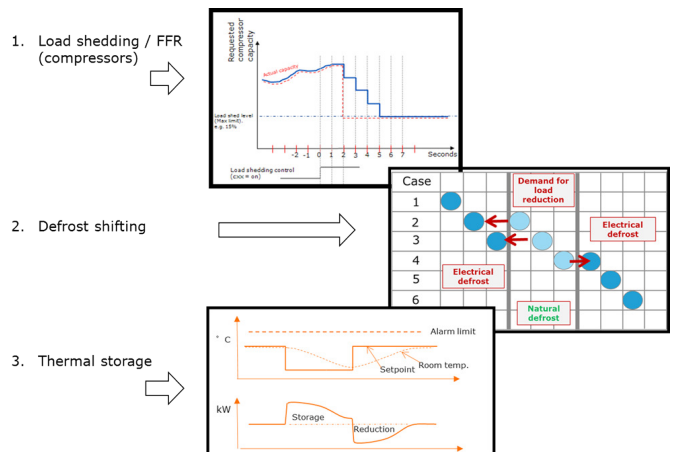 1. Load shedding / FFR
(compressors)
Requested
compressor
capacity
Actual capacity
Load shed level
(Max limit).
e.g. 15%
-2 -1 0 1 2 3 4 5 6 7 Seconds
Load shedding control
(cxx = on)
2. Defrost shifting
Case
1
2
3
4
5
6
Demand for
load
reduction
Electrical
defrost
Electrical
defrost
Natural
defrost
3. Thermal storage
° C
Alarm limit
Room temp.
Setpoint
kW
Storage
Reduction